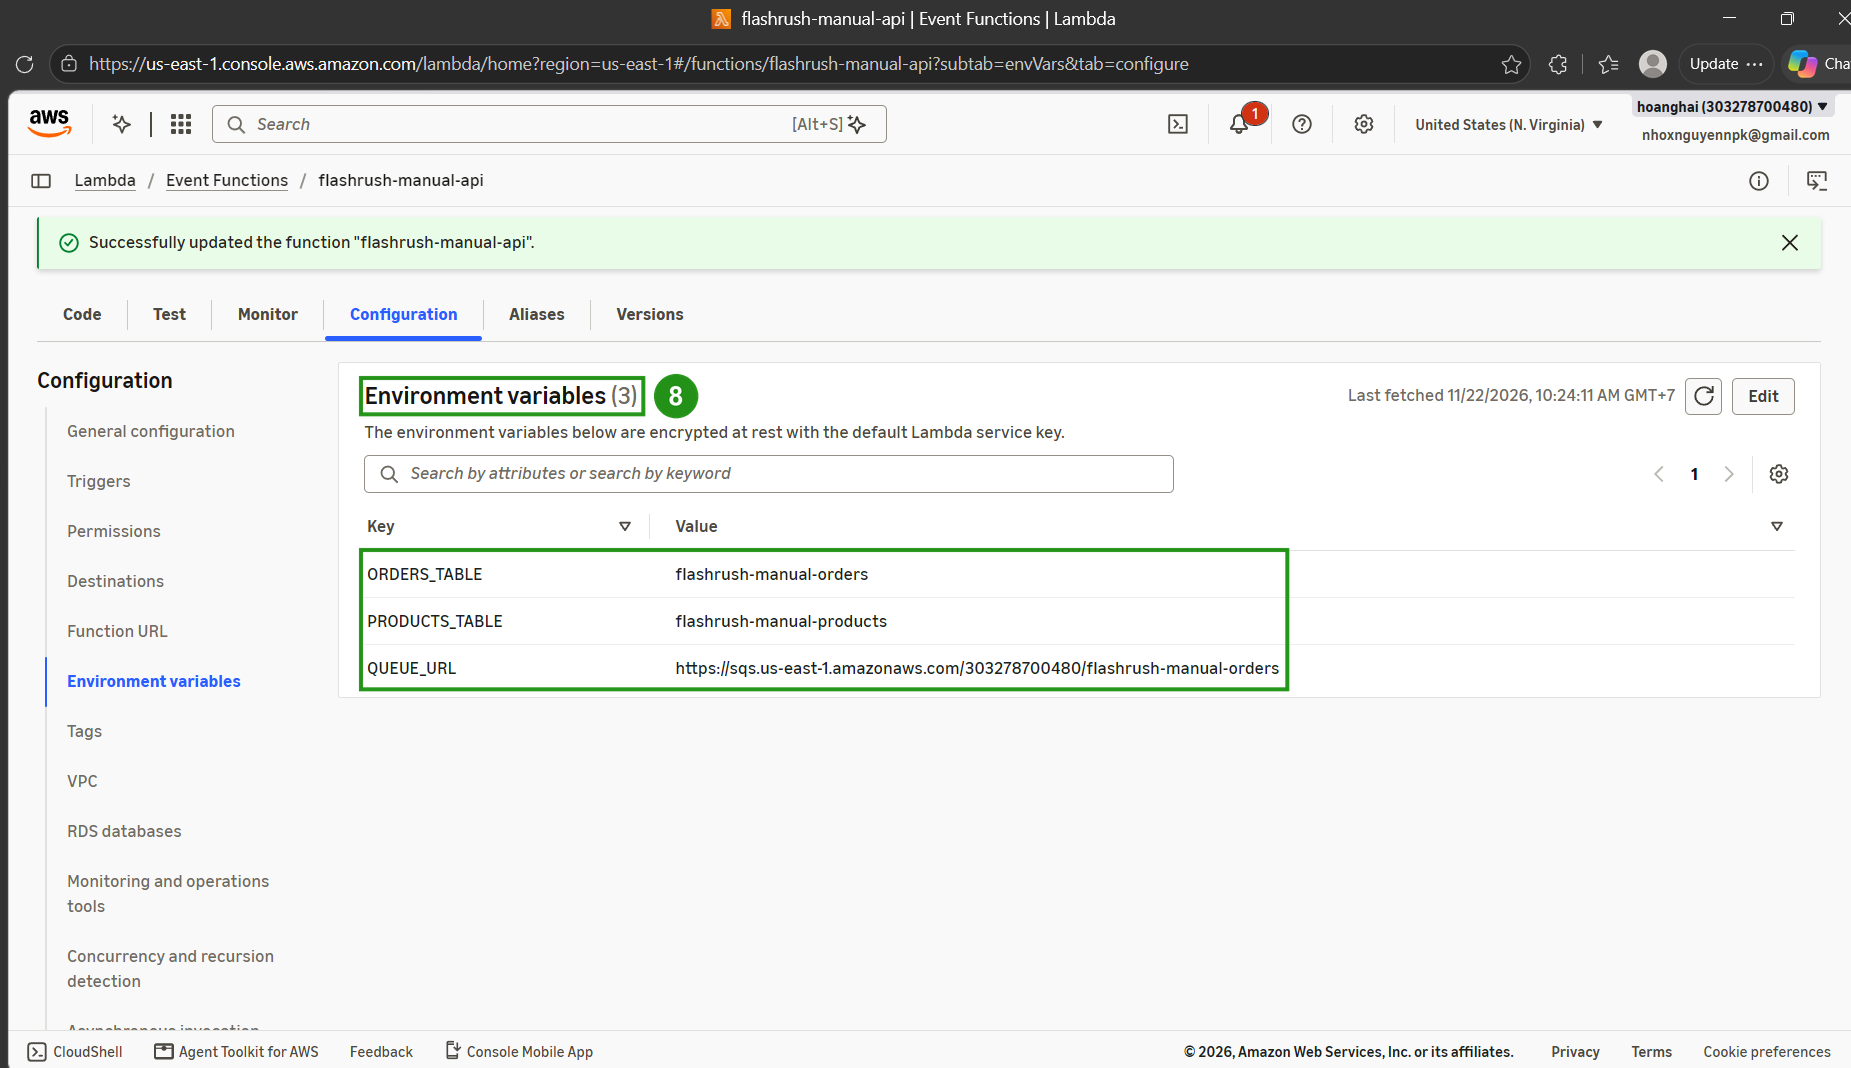 flashrush-manual-api | Event Functions | Lambda
https://us-east-1.console.aws.amazon.com/lambda/home?region=us-east-1#/functions/flashrush-manual-api?subtab=envVars&tab=configure
Update
aws
Search
[Alt+S]
1
United States (N. Virginia)
hoanghai (303278700480)
nhoxnguyennpk@gmail.com
Lambda / Event Functions / flashrush-manual-api
Successfully updated the function "flashrush-manual-api".
Code
Test
Monitor
Configuration
Aliases
Versions
Configuration
General configuration
Triggers
Permissions
Destinations
Function URL
Environment variables
Tags
VPC
RDS databases
Monitoring and operations
tools
Concurrency and recursion
detection
Asynchronous invocation
Environment variables (3)
8
Last fetched 11/22/2026, 10:24:11 AM GMT+7
Edit
The environment variables below are encrypted at rest with the default Lambda service key.
Search by attributes or search by keyword
1
Key Value
ORDERS_TABLE flashrush-manual-orders
PRODUCTS_TABLE flashrush-manual-products
QUEUE_URL https://sqs.us-east-1.amazonaws.com/303278700480/flashrush-manual-orders
CloudShell
Agent Toolkit for AWS
Feedback
Console Mobile App
© 2026, Amazon Web Services, Inc. or its affiliates.
Privacy
Terms
Cookie preferences